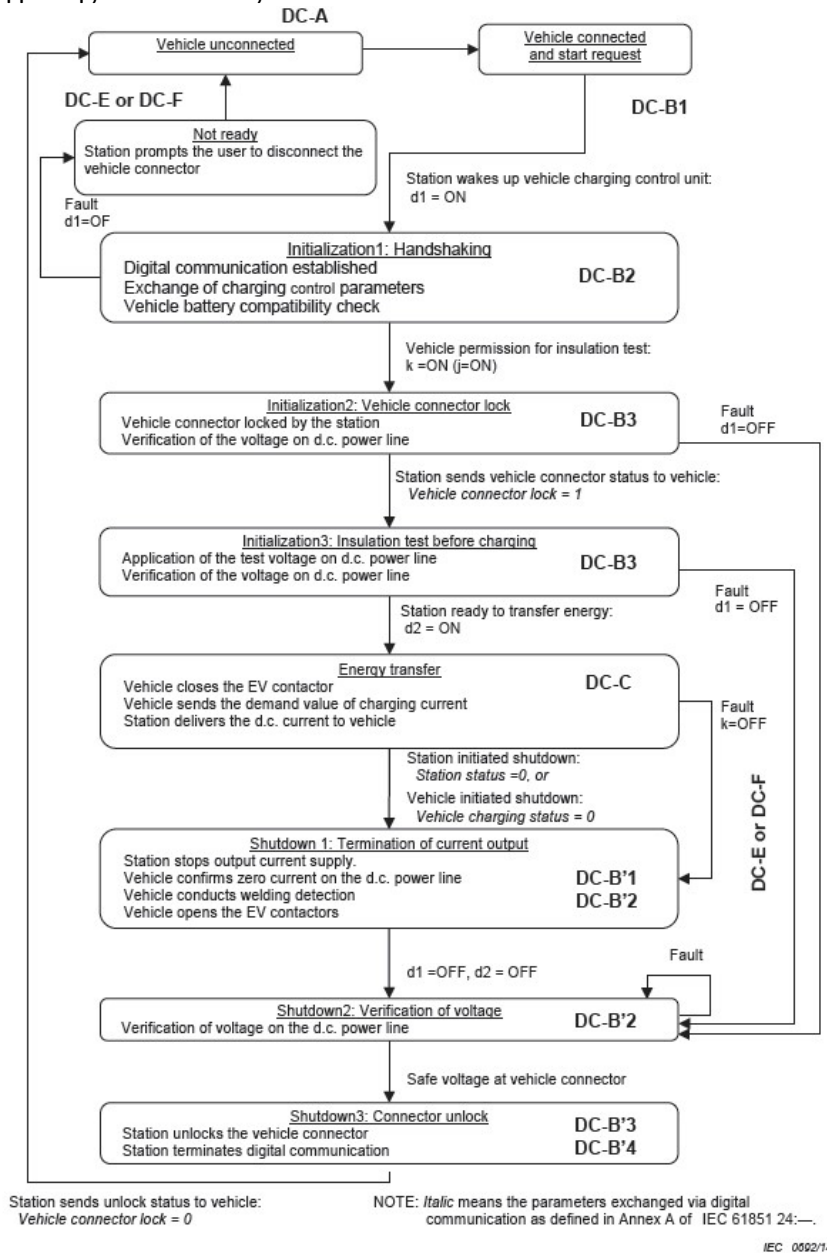 DC-A
Vehicle unconnected
Vehicle connected
and start request
DC-E or DC-F
DC-B1
Not ready
Station prompts the user to disconnect the
vehicle connector
Station wakes up vehicle charging control unit:
d1 = ON
Fault
d1=OF
Initialization1: Handshaking
Digital communication established
Exchange of charging control parameters
Vehicle battery compatibility check
DC-B2
Vehicle permission for insulation test:
k =ON (j=ON)
Initialization2: Vehicle connector lock
Vehicle connector locked by the station
Verification of the voltage on d.c. power line
DC-B3
Fault
d1=OFF
Station sends vehicle connector status to vehicle:
Vehicle connector lock = 1
Initialization3: Insulation test before charging
Application of the test voltage on d.c. power line
Verification of the voltage on d.c. power line
DC-B3
Fault
d1 = OFF
Station ready to transfer energy:
d2 = ON
Energy transfer
Vehicle closes the EV contactor
Vehicle sends the demand value of charging current
Station delivers the d.c. current to vehicle
DC-C
Fault
k=OFF
Station initiated shutdown:
Station status =0, or
Vehicle initiated shutdown:
Vehicle charging status = 0
DC-E or DC-F
Shutdown 1: Termination of current output
Station stops output current supply.
Vehicle confirms zero current on the d.c. power line
Vehicle conducts welding detection
Vehicle opens the EV contactors
DC-B'1
DC-B'2
Fault
d1 =OFF, d2 = OFF
Shutdown2: Verification of voltage
Verification of voltage on the d.c. power line
DC-B'2
Safe voltage at vehicle connector
Shutdown3: Connector unlock
Station unlocks the vehicle connector
Station terminates digital communication
DC-B'3
DC-B'4
Station sends unlock status to vehicle:
Vehicle connector lock = 0
NOTE: Italic means the parameters exchanged via digital
communication as defined in Annex A of IEC 61851 24:—.